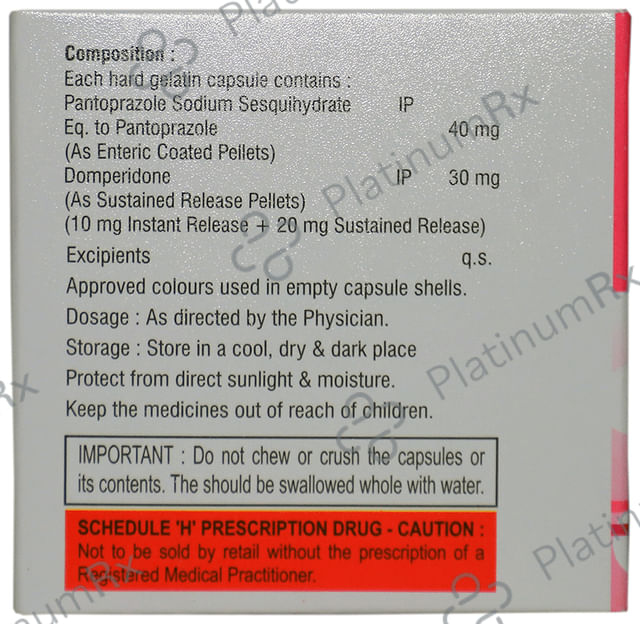 Composition :
Each hard gelatin capsule contains :
Pantoprazole Sodium Sesquihydrate IP
Eq. to Pantoprazole 40 mg
(As Enteric Coated Pellets)
Domperidone IP 30 mg
(As Sustained Release Pellets)
(10 mg Instant Release + 20 mg Sustained Release)
Excipients q.s.
Approved colours used in empty capsule shells.
Dosage : As directed by the Physician.
Storage : Store in a cool, dry & dark place
Protect from direct sunlight & moisture.
Keep the medicines out of reach of children.
IMPORTANT : Do not chew or crush the capsules or
its contents. The should be swallowed whole with water.
SCHEDULE 'H' PRESCRIPTION DRUG - CAUTION :
Not to be sold by retail without the prescription of a
Registered Medical Practitioner.
PlatinumRx
PlatinumRx